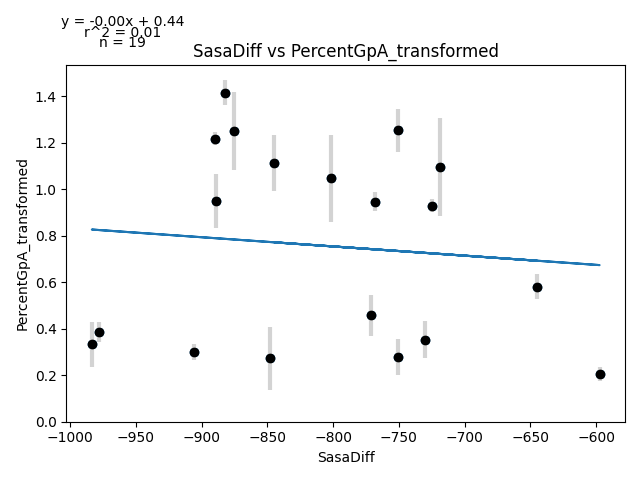 y = -0.00x + 0.44
r^2 = 0.01
n = 19
SasaDiff vs PercentGpA_transformed
PercentGpA_transformed
1.4
1.2
1.0
0.8
0.6
0.4
0.2
0.0
−1000 −950 −900 −850 −800 −750 −700 −650 −600
SasaDiff